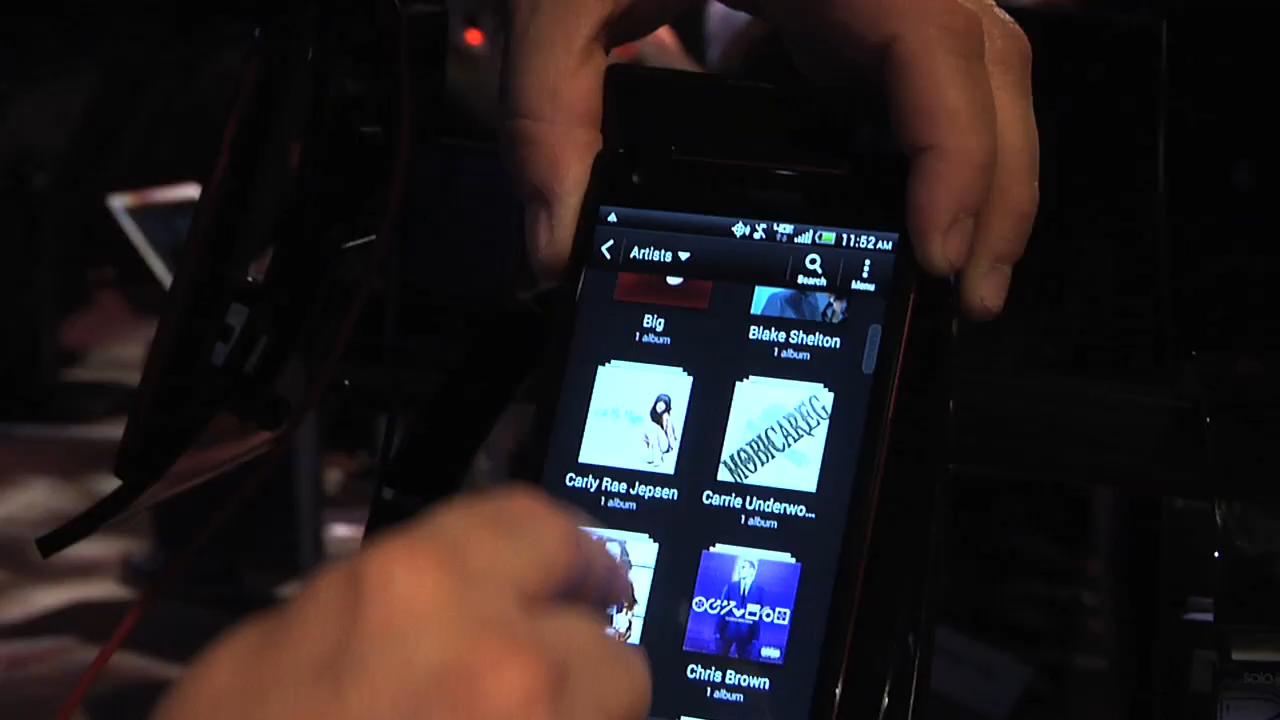 11:52 AM
Artists
Search
Menu
Big
1 album
Blake Shelton
1 album
MOBICAREG
Carly Rae Jepsen
1 album
Carrie Underwo...
1 album
Chris Brown
1 album
solo